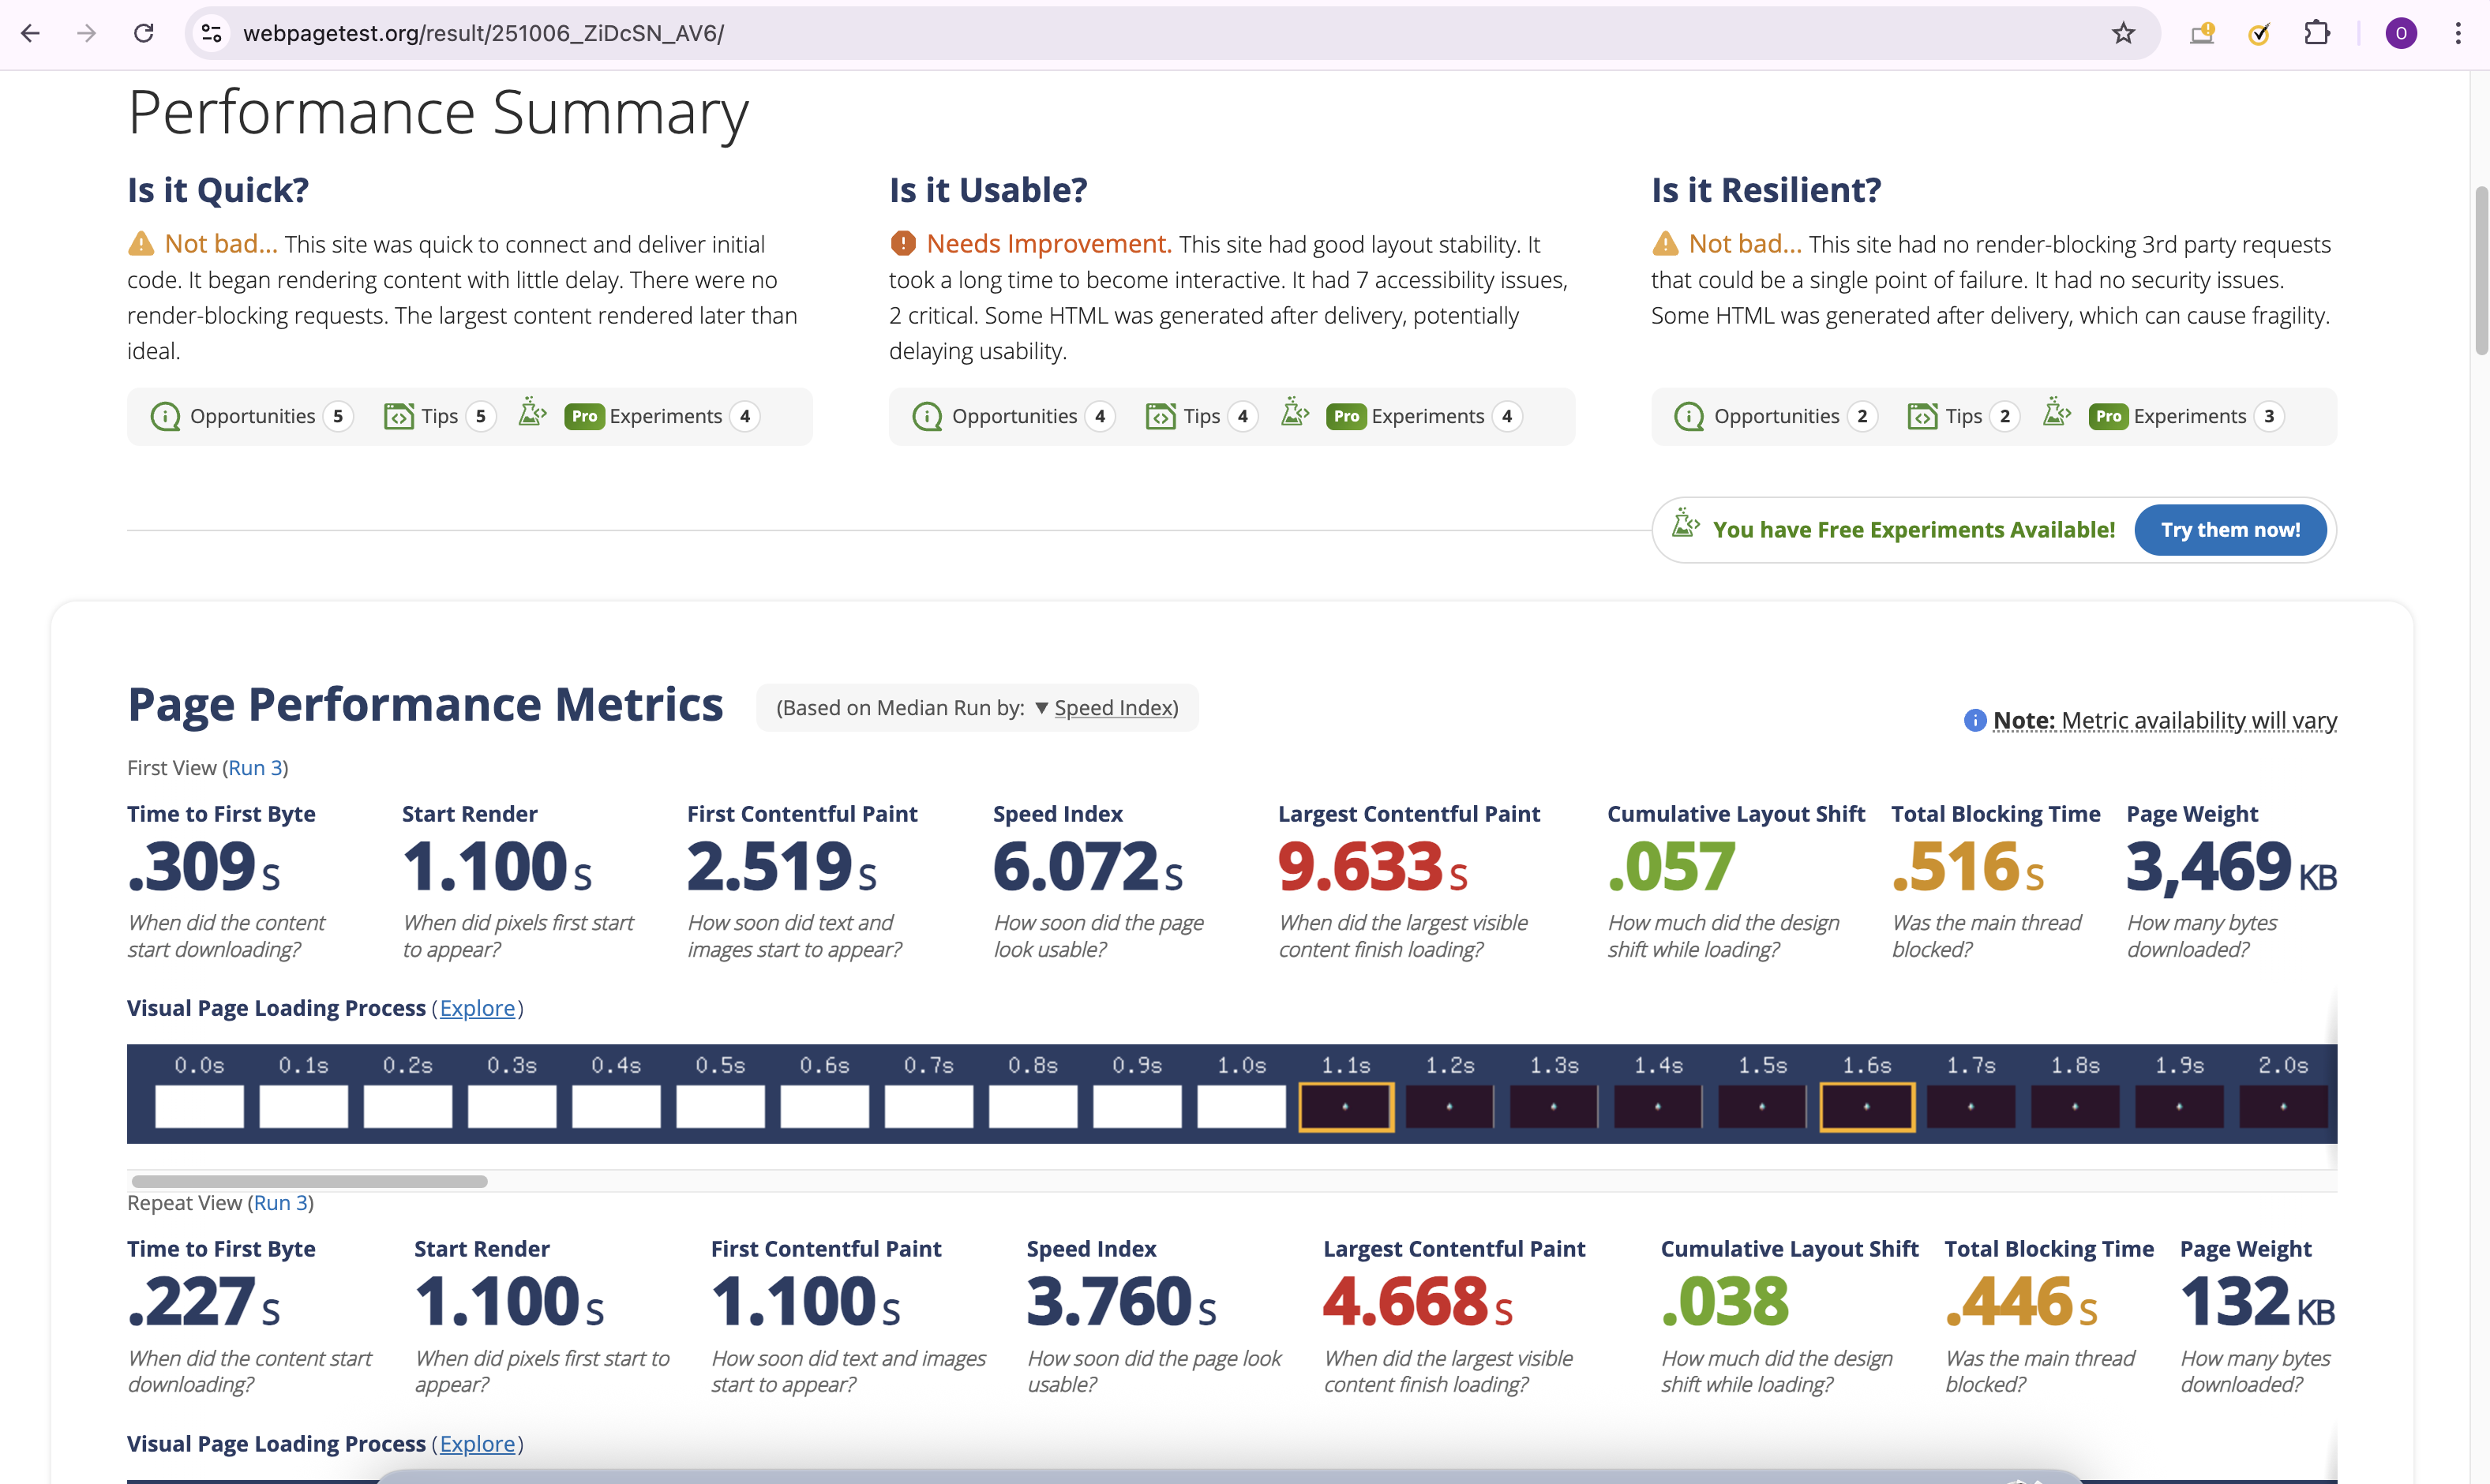 webpagetest.org/result/251006_ZiDcSN_AV6/
O
Performance Summary
Is it Quick?
Not bad... This site was quick to connect and deliver initial
code. It began rendering content with little delay. There were no
render-blocking requests. The largest content rendered later than
ideal.
Opportunities 5 Tips 5 Pro Experiments 4
Is it Usable?
Needs Improvement. This site had good layout stability. It
took a long time to become interactive. It had 7 accessibility issues,
2 critical. Some HTML was generated after delivery, potentially
delaying usability.
Opportunities 4 Tips 4 Pro Experiments 4
Is it Resilient?
Not bad... This site had no render-blocking 3rd party requests
that could be a single point of failure. It had no security issues.
Some HTML was generated after delivery, which can cause fragility.
Opportunities 2 Tips 2 Pro Experiments 3
You have Free Experiments Available! Try them now!
Page Performance Metrics (Based on Median Run by: ▼ Speed Index)
Note: Metric availability will vary
First View (Run 3)
Time to First Byte
.309 s
When did the content
start downloading?
Start Render
1.100 s
When did pixels first start
to appear?
First Contentful Paint
2.519 s
How soon did text and
images start to appear?
Speed Index
6.072 s
How soon did the page
look usable?
Largest Contentful Paint
9.633 s
When did the largest visible
content finish loading?
Cumulative Layout Shift
.057
How much did the design
shift while loading?
Total Blocking Time
.516 s
Was the main thread
blocked?
Page Weight
3,469 KB
How many bytes
downloaded?
Visual Page Loading Process (Explore)
0.0s 0.1s 0.2s 0.3s 0.4s 0.5s 0.6s 0.7s 0.8s 0.9s 1.0s 1.1s 1.2s 1.3s 1.4s 1.5s 1.6s 1.7s 1.8s 1.9s 2.0s
Repeat View (Run 3)
Time to First Byte
.227 s
When did the content start
downloading?
Start Render
1.100 s
When did pixels first start to
appear?
First Contentful Paint
1.100 s
How soon did text and images
start to appear?
Speed Index
3.760 s
How soon did the page look
usable?
Largest Contentful Paint
4.668 s
When did the largest visible
content finish loading?
Cumulative Layout Shift
.038
How much did the design
shift while loading?
Total Blocking Time
.446 s
Was the main thread
blocked?
Page Weight
132 KB
How many bytes
downloaded?
Visual Page Loading Process (Explore)